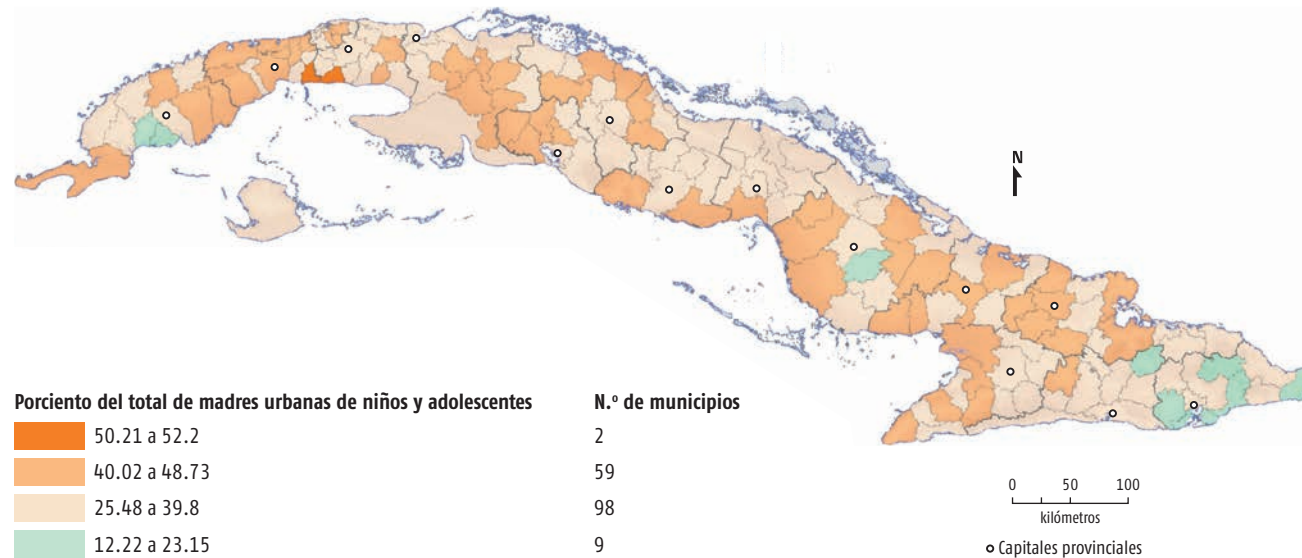 N
Porciento del total de madres urbanas de niños y adolescentes N.º de municipios
50.21 a 52.2 2
40.02 a 48.73 59
25.48 a 39.8 98
12.22 a 23.15 9
0 50 100
kilómetros
Capitales provinciales